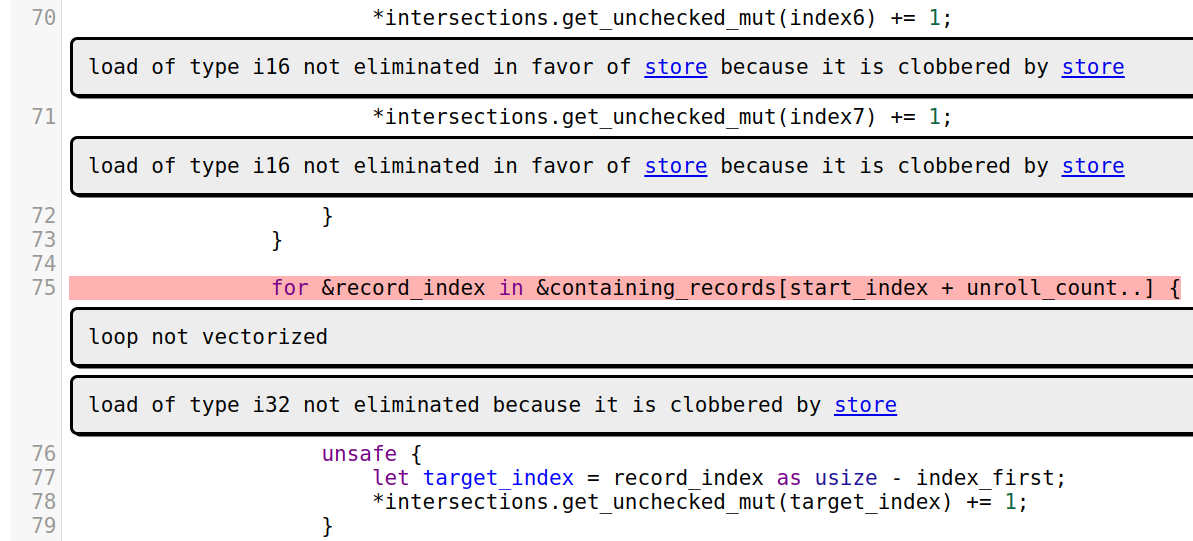 70 *intersections.get_unchecked_mut(index6) += 1;
load of type i16 not eliminated in favor of store because it is clobbered by store
71 *intersections.get_unchecked_mut(index7) += 1;
load of type i16 not eliminated in favor of store because it is clobbered by store
72 }
73 }
74
75 for &record_index in &containing_records[start_index + unroll_count..] {
loop not vectorized
load of type i32 not eliminated because it is clobbered by store
76 unsafe {
77 let target_index = record_index as usize - index_first;
78 *intersections.get_unchecked_mut(target_index) += 1;
79 }